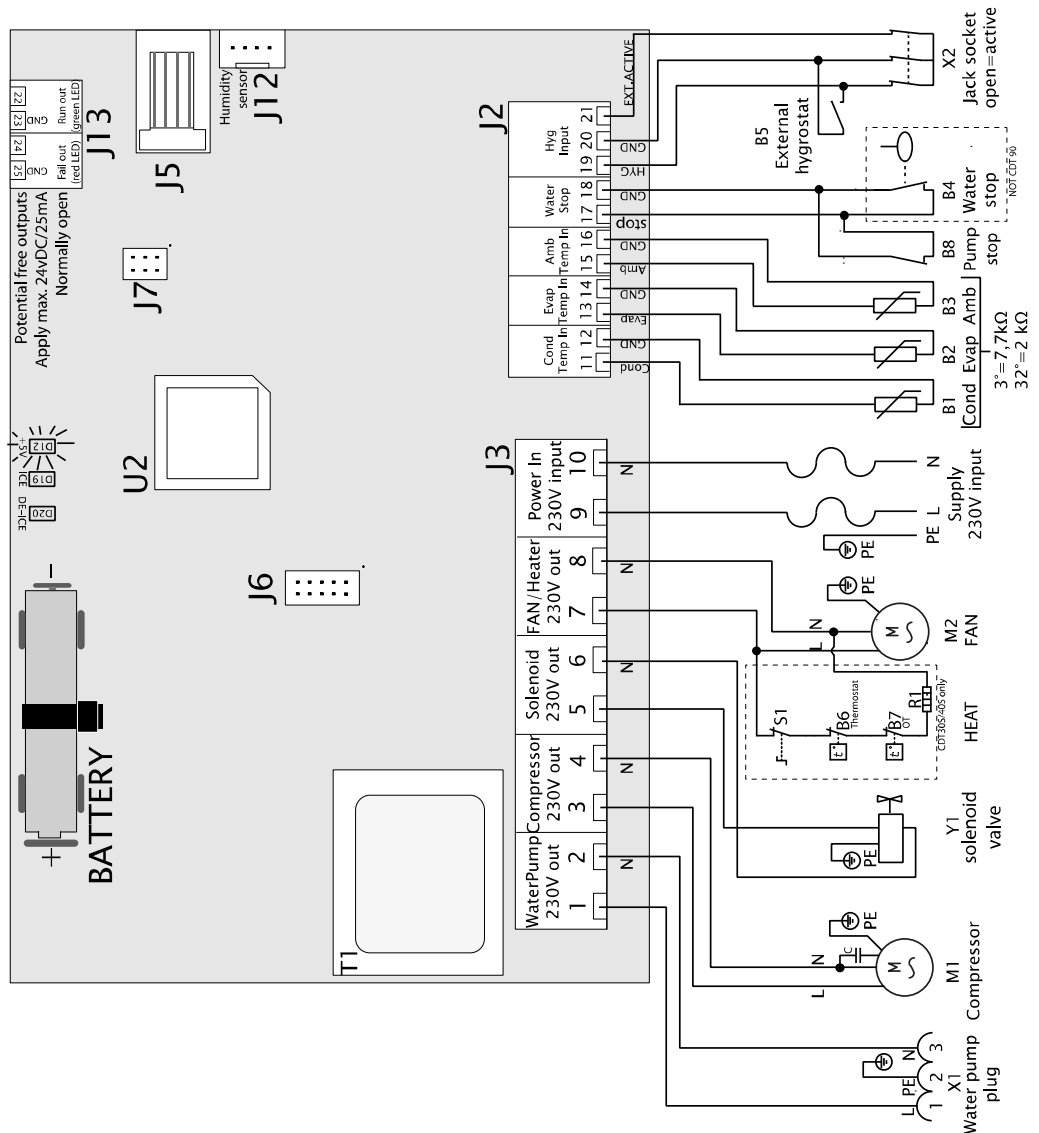 22
23
GND
Run out
(green LED)
24
25
GND
Fail out
(red LED)
J13
Potential free outputs
Apply max. 24vDC/25mA
Normally open
J5
Humidity
sensor
J12
J7
+5V
D12
ICE
D19
DE-ICE
D20
U2
J6
+
−
BATTERY
T1
J2
Hyg
Input
21
20
19
EXT.ACTIVE
GND
HYG
Water
Stop
18
17
GND
stop
Amb
Temp In
16
15
GND
Amb
Evap
Temp In
14
13
GND
Evap
Cond
Temp In
12
11
GND
Cond
J3
Power In
230V input
10
9
N
FAN/Heater
230V out
8
7
N
Solenoid
230V out
6
5
N
Compressor
230V out
4
3
N
WaterPump
230V out
2
1
N
X2
Jack socket
open=active
B5
External
hygrostat
B4
Water
stop
NOT CDT 90
B8
Pump
stop
B3
Amb
B2
Evap
B1
Cond
3°=7,7kΩ
32°=2 kΩ
N
L
PE
PE
Supply
230V input
PE
N
L
M
M2
FAN
S1
B6
Thermostat
t°
B7
OT
t°
R1
CDT30S/40S only
HEAT
PE
Y1
solenoid
valve
PE
N
L
C
M
M1
Compressor
N
PE
L
3
2
1
X1
Water pump
plug